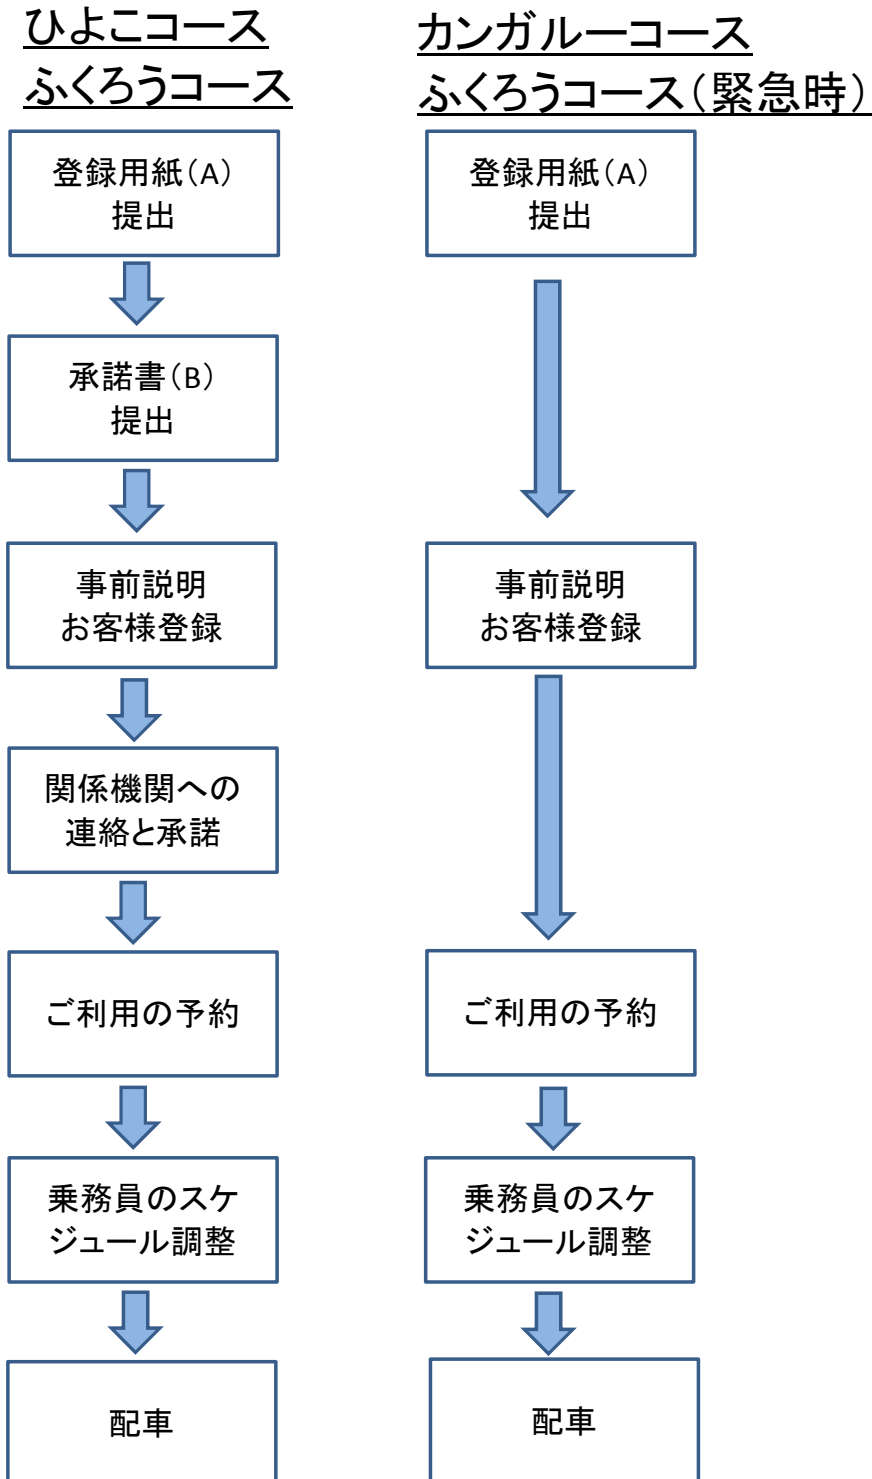 ひよこコース
ふくろうコース
登録用紙(A)
提出
承諾書(B)
提出
事前説明
お客様登録
関係機関への
連絡と承諾
ご利用の予約
乗務員のスケ
ジュール調整
配車
カンガルーコース
ふくろうコース(緊急時)
登録用紙(A)
提出
事前説明
お客様登録
ご利用の予約
乗務員のスケ
ジュール調整
配車